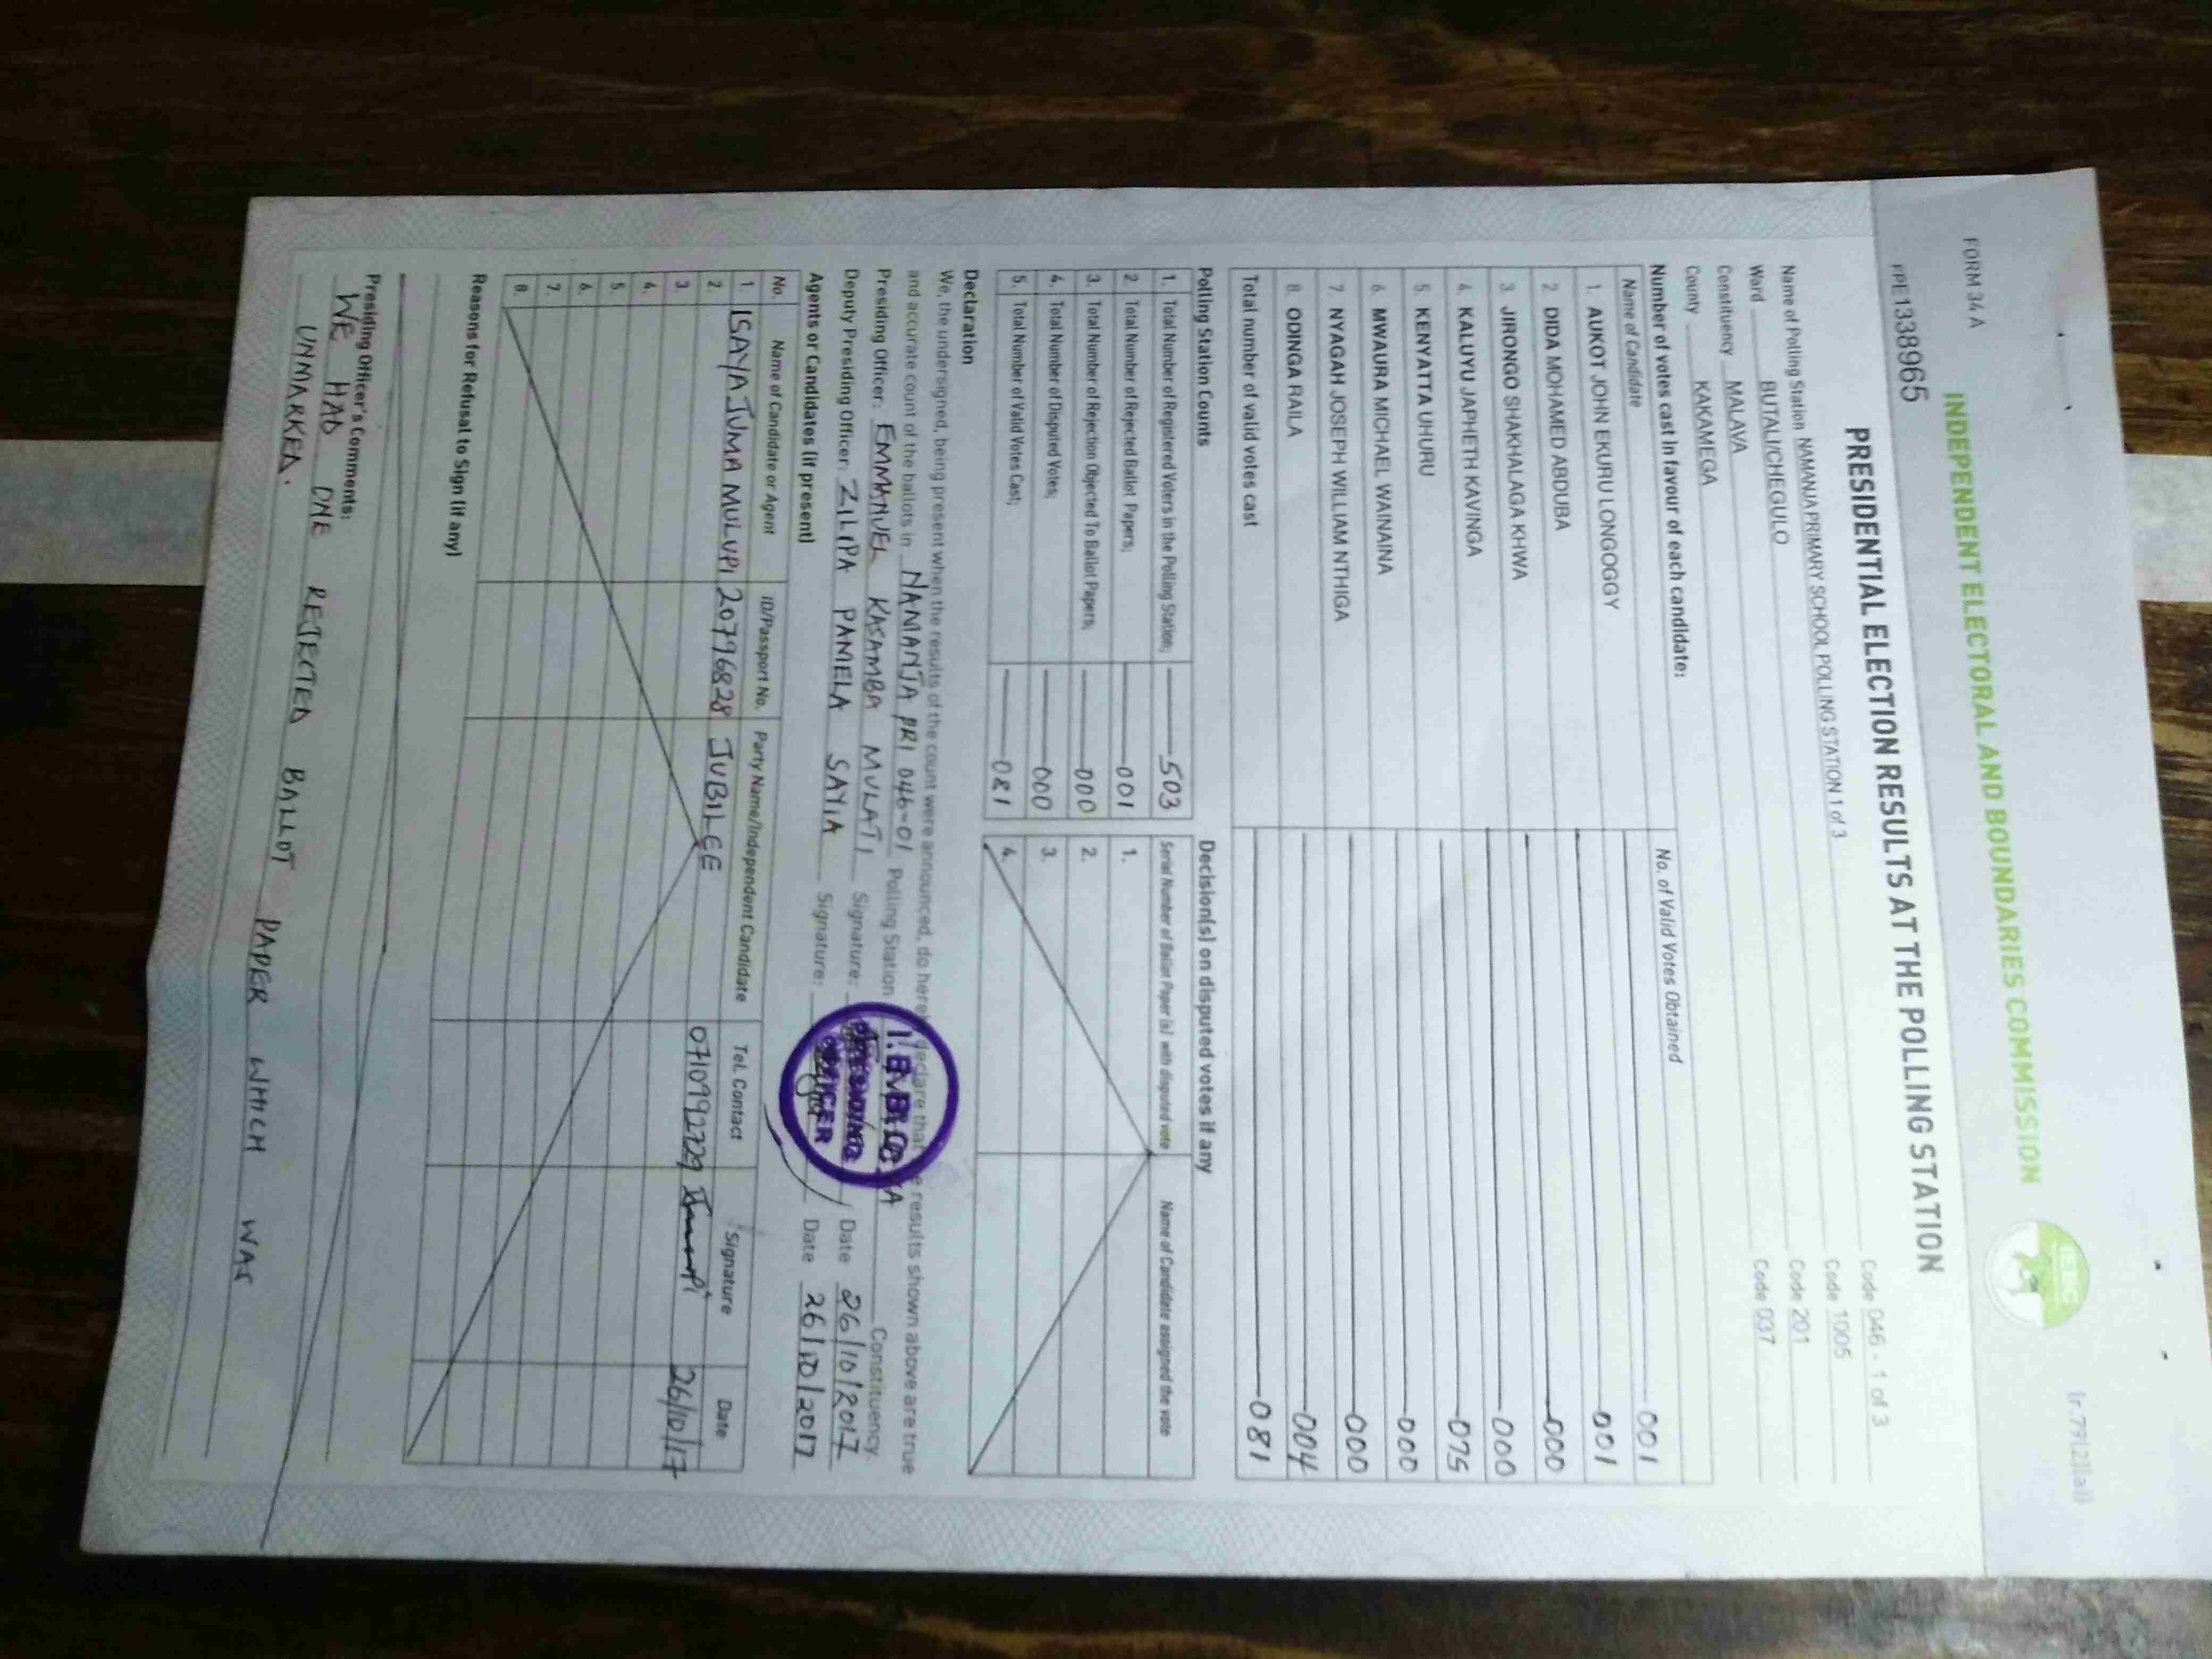 FORM 34 A
(r.79(2)(a))
INDEPENDENT ELECTORAL AND BOUNDARIES COMMISSION
IEBC
PPE1338965
PRESIDENTIAL ELECTION RESULTS AT THE POLLING STATION
Name of Polling Station NAMANJA PRIMARY SCHOOL POLLING STATION 1 of 3 Code 046 - 1 of 3
Ward BUTALI/CHEGULO Code 1005
Constituency MALAVA Code 201
County KAKAMEGA Code 037
Number of votes cast in favour of each candidate:
Name of Candidate No. of Valid Votes Obtained
1. AUKOT JOHN EKURU LONGOGGY 001
2. DIDA MOHAMED ABDUBA 001
3. JIRONGO SHAKHALAGA KHWA 000
4. KALUYU JAPHETH KAVINGA 000
5. KENYATTA UHURU 075
6. MWAURA MICHAEL WAINAINA 000
7. NYAGAH JOSEPH WILLIAM NTHIGA 000
8. ODINGA RAILA 004
Total number of valid votes cast 081
Polling Station Counts
1. Total Number of Registered Voters in the Polling Station; 503
2. Total Number of Rejected Ballot Papers; 001
3. Total Number of Rejection Objected To Ballot Papers; 000
4. Total Number of Disputed Votes; 000
5. Total Number of Valid Votes Cast; 081
Decision(s) on disputed votes if any
Serial Number of Ballot Paper (s) with disputed vote Name of Candidate assigned the vote
1.
2.
3.
4.
Declaration
We, the undersigned, being present when the results of the count were announced, do hereby declare that the results shown above are true
and accurate count of the ballots in NAMANJA PRI 046-01 Polling Station Constituency.
Presiding Officer: EMMANUEL KASAMBA MULATI Signature: Date 26/10/2017
Deputy Presiding Officer: ZILIPA PAMELA SAYIA Signature: Date 26/10/2017
OFFICER
Agents or Candidates (if present)
No. Name of Candidate or Agent ID/Passport No. Party Name/Independent Candidate Tel. Contact Signature Date
1 ISAYA JUMA MULUPI 20796828 JUBILEE 0710992729 26/10/17
2.
3.
4.
5.
6.
7.
8.
Reasons for Refusal to Sign (if any)
Presiding Officer's Comments:
WE HAD ONE REJECTED BALLOT PAPER WHICH WAS
UNMARKED.